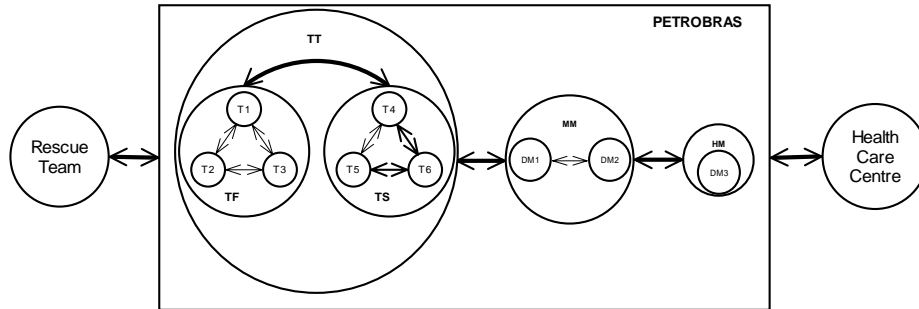 PETROBRAS
TT
Rescue
Team
T1
T2
T3
TF
T4
T5
T6
TS
MM
DM1
DM2
HM
DM3
Health
Care
Centre